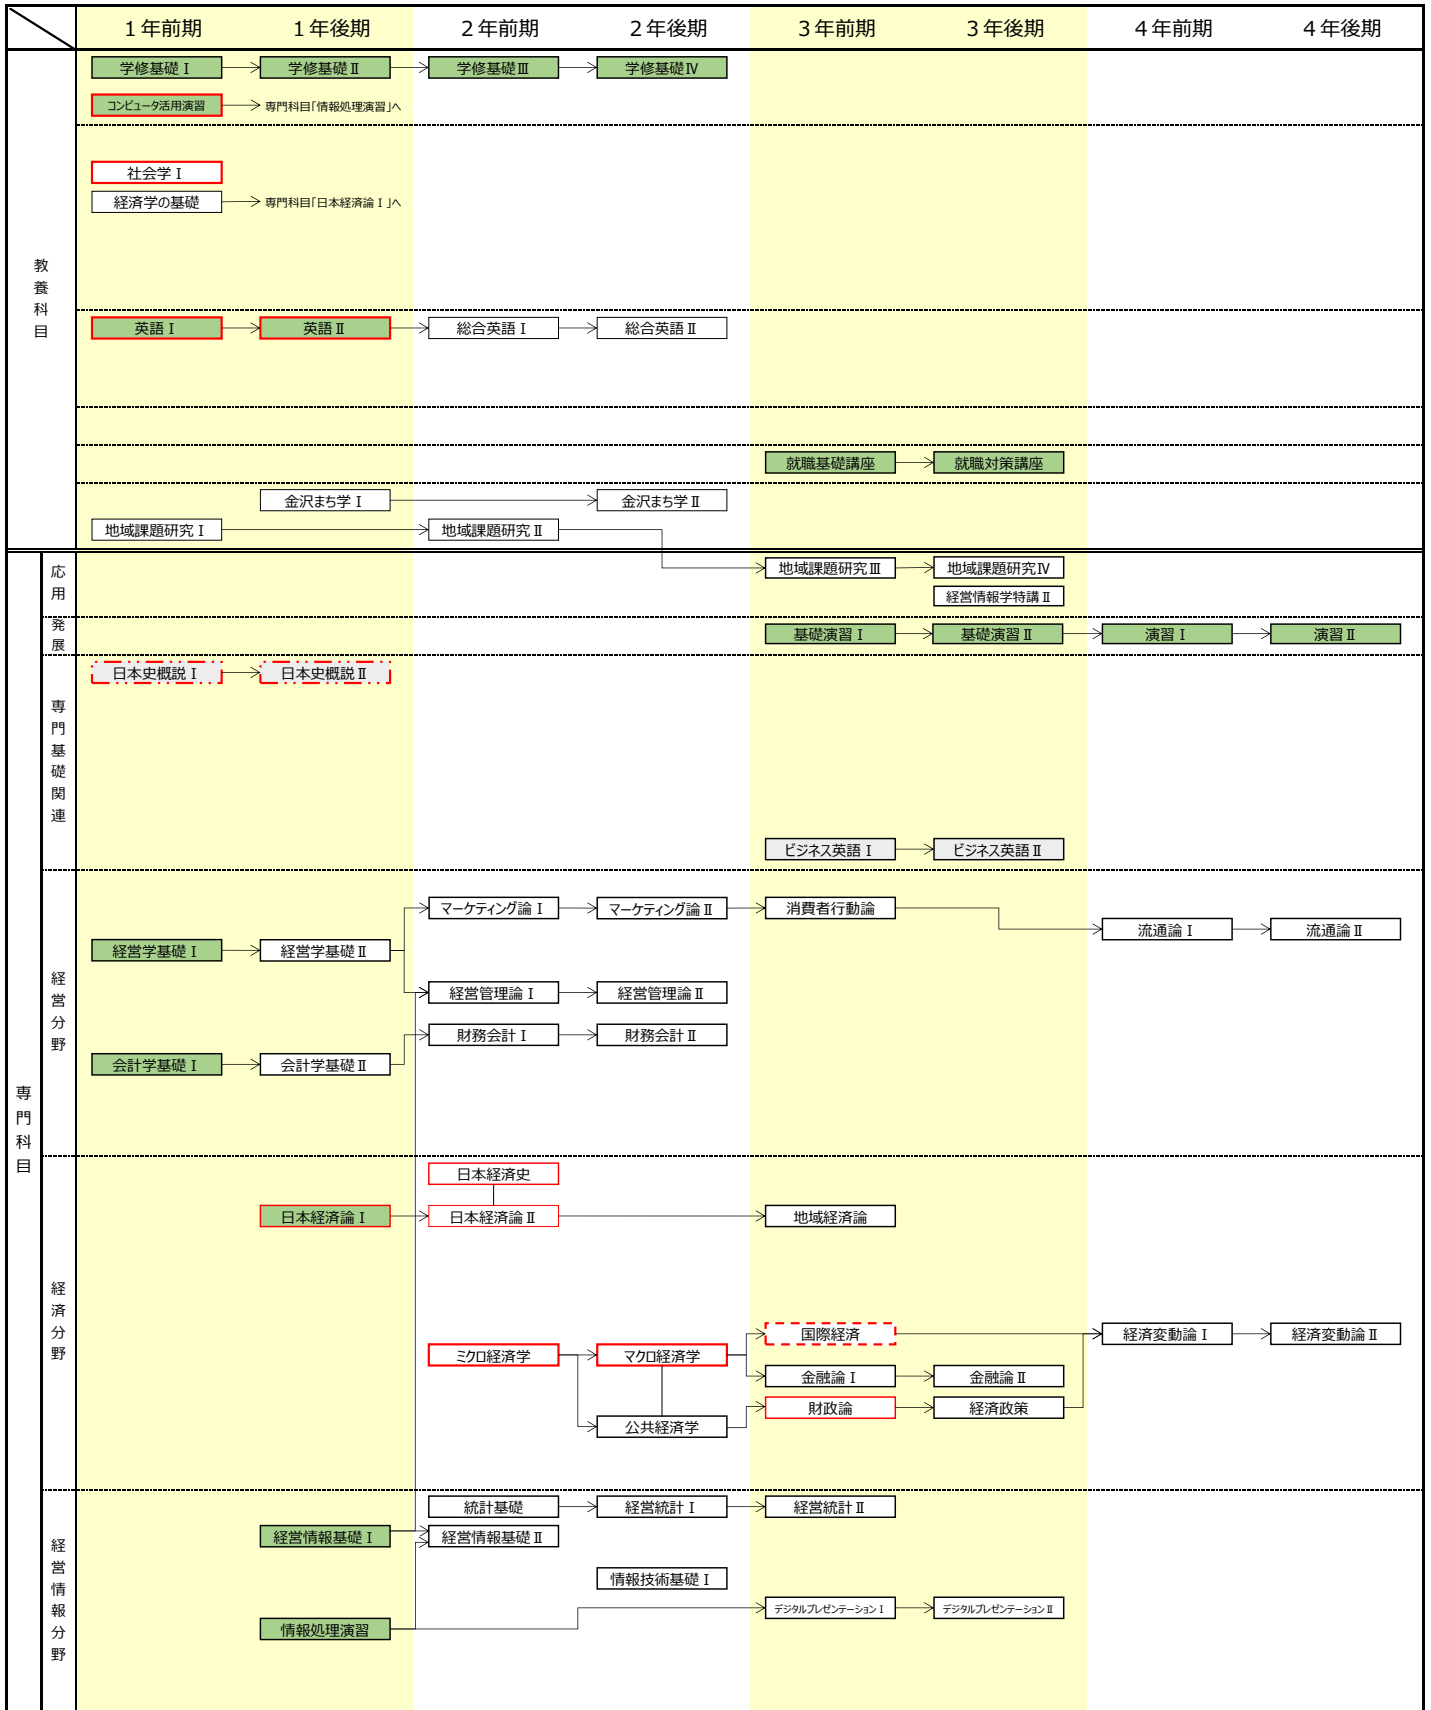 １年前期 １年後期 ２年前期 ２年後期 ３年前期 ３年後期 ４年前期 ４年後期
教養科目
学修基礎Ⅰ 学修基礎Ⅱ 学修基礎Ⅲ 学修基礎Ⅳ
コンピュータ活用演習 専門科目｢情報処理演習｣へ
社会学Ⅰ
経済学の基礎 専門科目｢日本経済論Ⅰ｣へ
英語Ⅰ 英語Ⅱ 総合英語Ⅰ 総合英語Ⅱ
就職基礎講座 就職対策講座
金沢まち学Ⅰ 金沢まち学Ⅱ
地域課題研究Ⅰ 地域課題研究Ⅱ
専門科目
応用
地域課題研究Ⅲ 地域課題研究Ⅳ
経営情報学特講Ⅱ
発展
基礎演習Ⅰ 基礎演習Ⅱ 演習Ⅰ 演習Ⅱ
専門基礎関連
日本史概説Ⅰ 日本史概説Ⅱ
ビジネス英語Ⅰ ビジネス英語Ⅱ
経営分野
マーケティング論Ⅰ マーケティング論Ⅱ 消費者行動論
流通論Ⅰ 流通論Ⅱ
経営学基礎Ⅰ 経営学基礎Ⅱ
経営管理論Ⅰ 経営管理論Ⅱ
財務会計Ⅰ 財務会計Ⅱ
会計学基礎Ⅰ 会計学基礎Ⅱ
経済分野
日本経済史
日本経済論Ⅰ 日本経済論Ⅱ 地域経済論
国際経済 経済変動論Ⅰ 経済変動論Ⅱ
ミクロ経済学 マクロ経済学
金融論Ⅰ 金融論Ⅱ
財政論 経済政策
公共経済学
経営情報分野
統計基礎 経営統計Ⅰ 経営統計Ⅱ
経営情報基礎Ⅰ 経営情報基礎Ⅱ
情報技術基礎Ⅰ
デジタルプレゼンテーションⅠ デジタルプレゼンテーションⅡ
情報処理演習